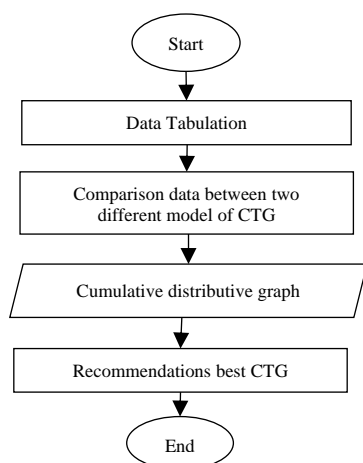 Start
Data Tabulation
Comparison data between two
different model of CTG
Cumulative distributive graph
Recommendations best CTG
End